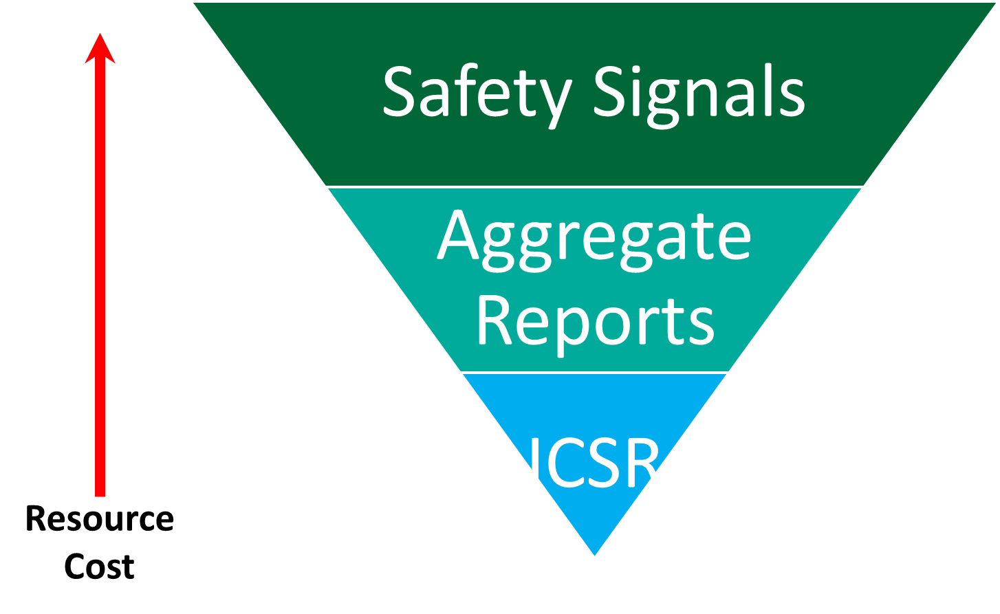 Safety Signals
Aggregate
Reports
ICSR
Resource
Cost